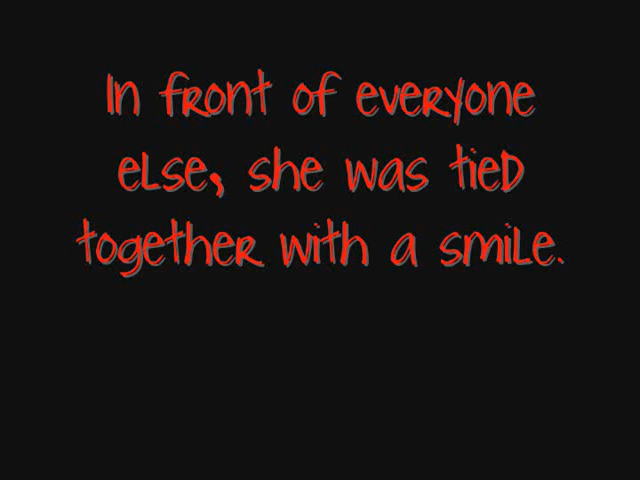 In front of everyone
else, she was tied
together with a smile.